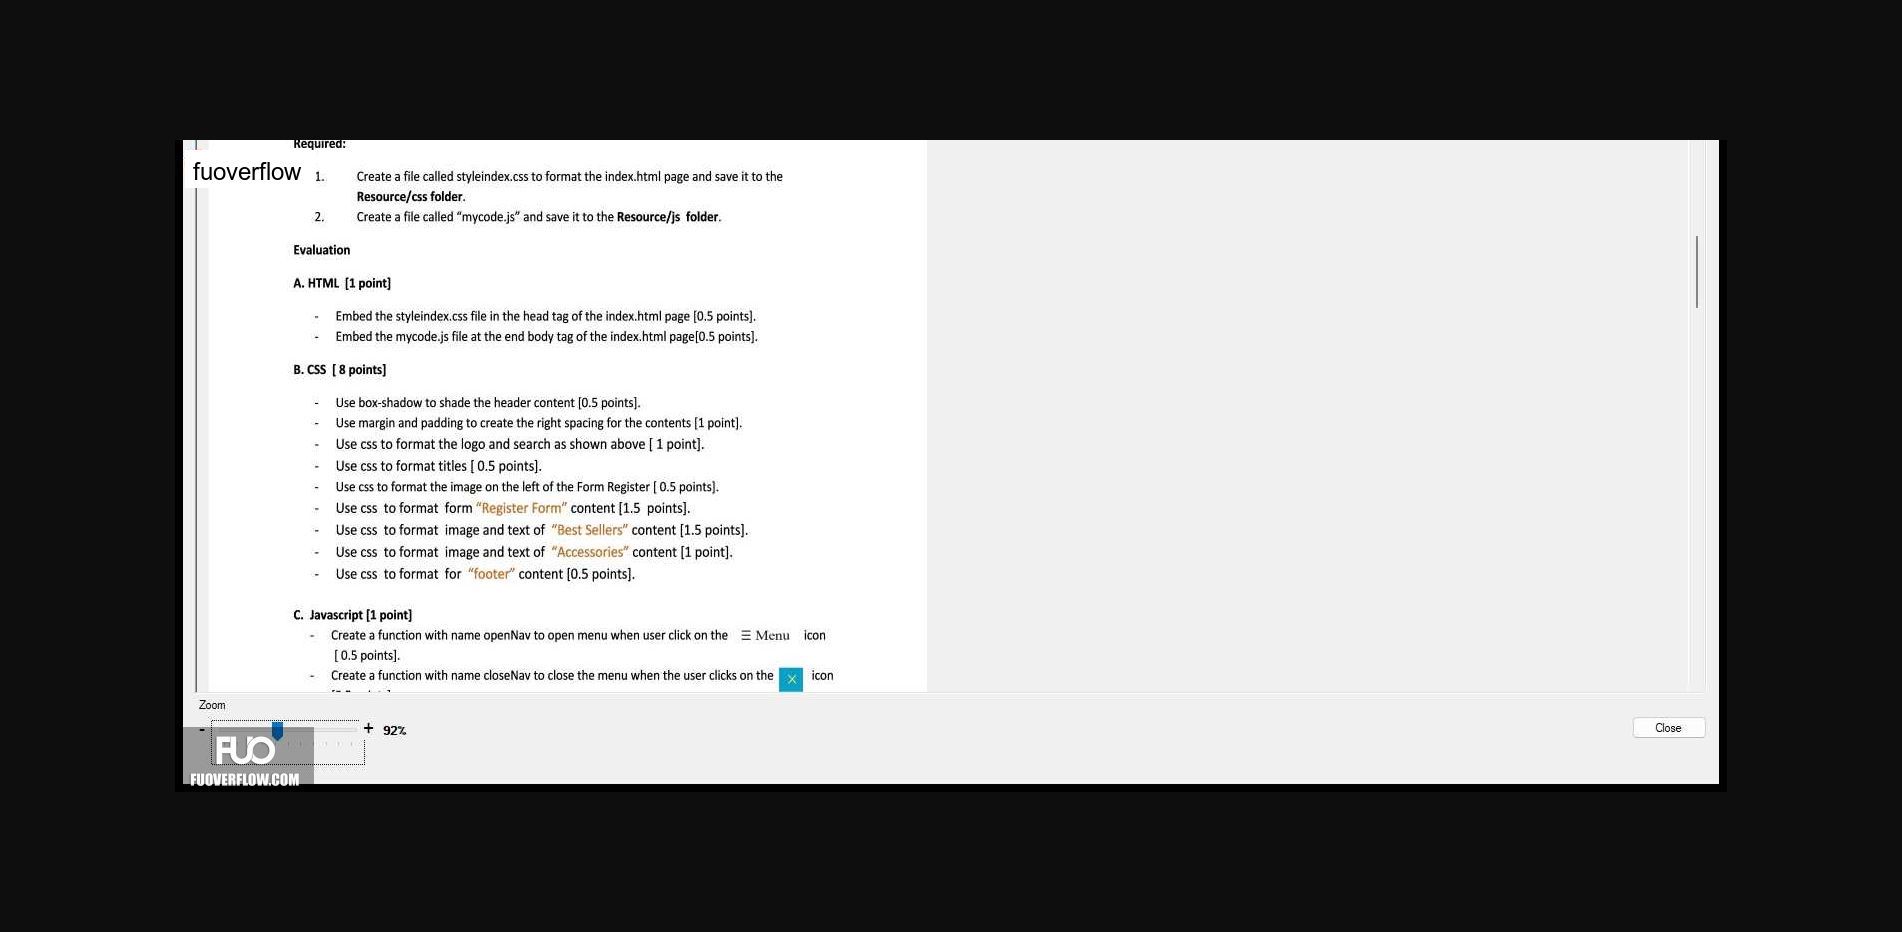 Required:
fuoverflow
1. Create a file called styleindex.css to format the index.html page and save it to the
Resource/css folder.
2. Create a file called “mycode.js” and save it to the Resource/js folder.
Evaluation
A. HTML [1 point]
- Embed the styleindex.css file in the head tag of the index.html page [0.5 points].
- Embed the mycode.js file at the end body tag of the index.html page[0.5 points].
B. CSS [ 8 points]
- Use box-shadow to shade the header content [0.5 points].
- Use margin and padding to create the right spacing for the contents [1 point].
- Use css to format the logo and search as shown above [ 1 point].
- Use css to format titles [ 0.5 points].
- Use css to format the image on the left of the Form Register [ 0.5 points].
- Use css to format form “Register Form” content [1.5 points].
- Use css to format image and text of “Best Sellers” content [1.5 points].
- Use css to format image and text of “Accessories” content [1 point].
- Use css to format for “footer” content [0.5 points].
C. Javascript [1 point]
- Create a function with name openNav to open menu when user click on the ☰ Menu icon
[ 0.5 points].
- Create a function with name closeNav to close the menu when the user clicks on the X icon
Zoom
- + 92%
Close
FUO
FUOVERFLOW.COM